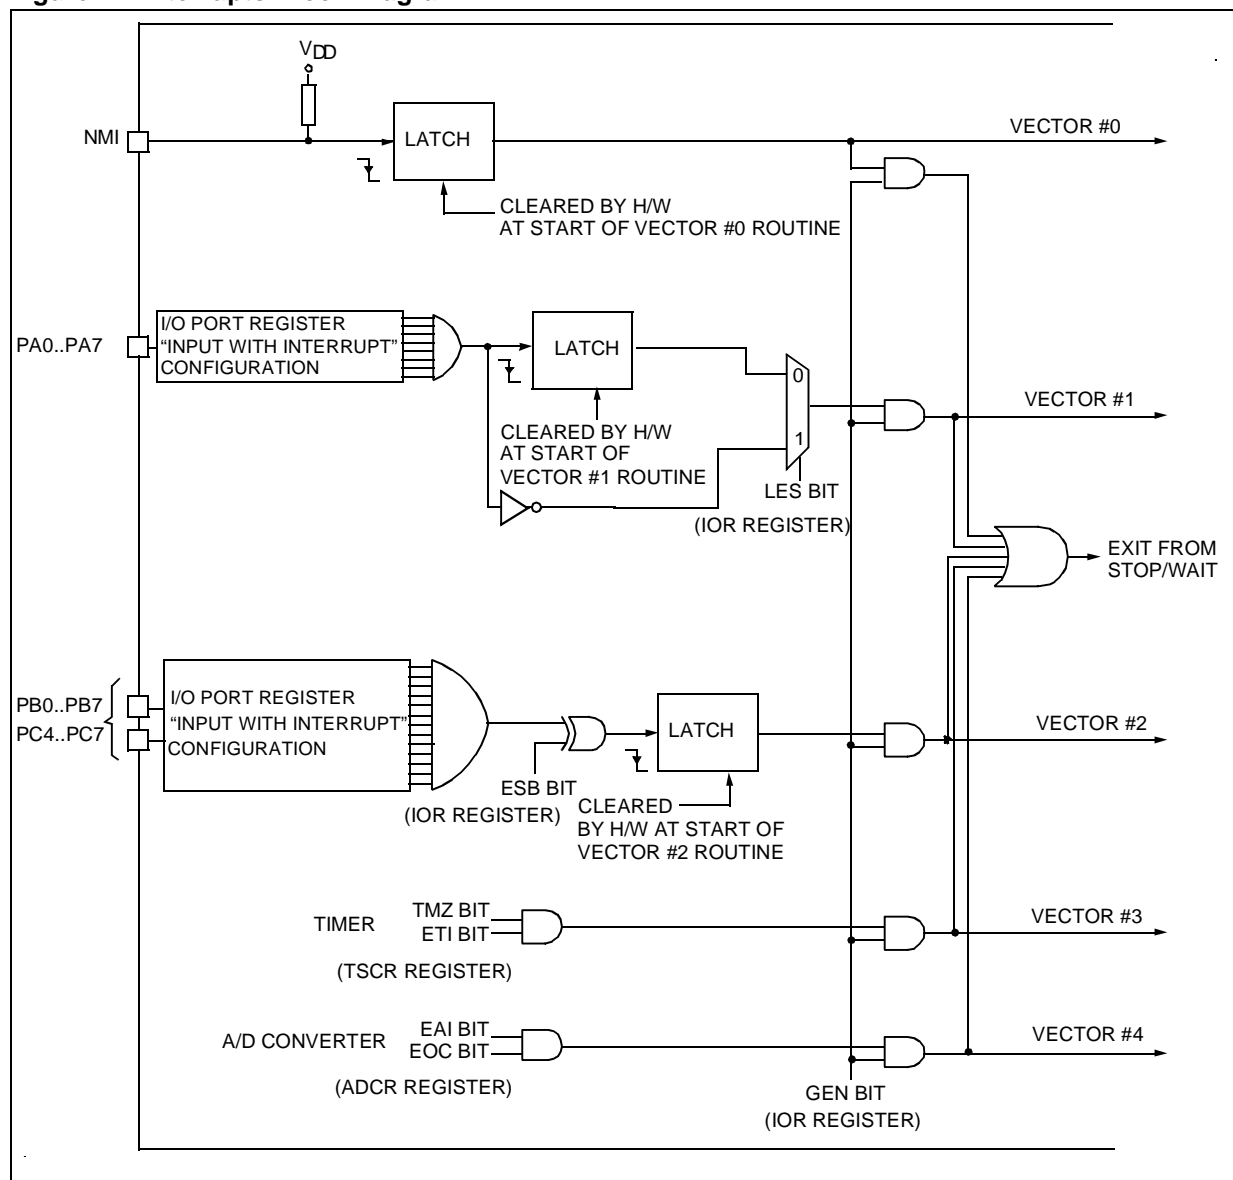 VDD
NMI
LATCH
VECTOR #0
CLEARED BY H/W
AT START OF VECTOR #0 ROUTINE
PA0..PA7
I/O PORT REGISTER
“INPUT WITH INTERRUPT”
CONFIGURATION
LATCH
0
1
VECTOR #1
CLEARED BY H/W
AT START OF
VECTOR #1 ROUTINE
LES BIT
(IOR REGISTER)
EXIT FROM
STOP/WAIT
PB0..PB7
PC4..PC7
I/O PORT REGISTER
“INPUT WITH INTERRUPT”
CONFIGURATION
LATCH
VECTOR #2
ESB BIT
(IOR REGISTER)
CLEARED
BY H/W AT START OF
VECTOR #2 ROUTINE
TIMER
TMZ BIT
ETI BIT
(TSCR REGISTER)
VECTOR #3
A/D CONVERTER
EAI BIT
EOC BIT
(ADCR REGISTER)
VECTOR #4
GEN BIT
(IOR REGISTER)